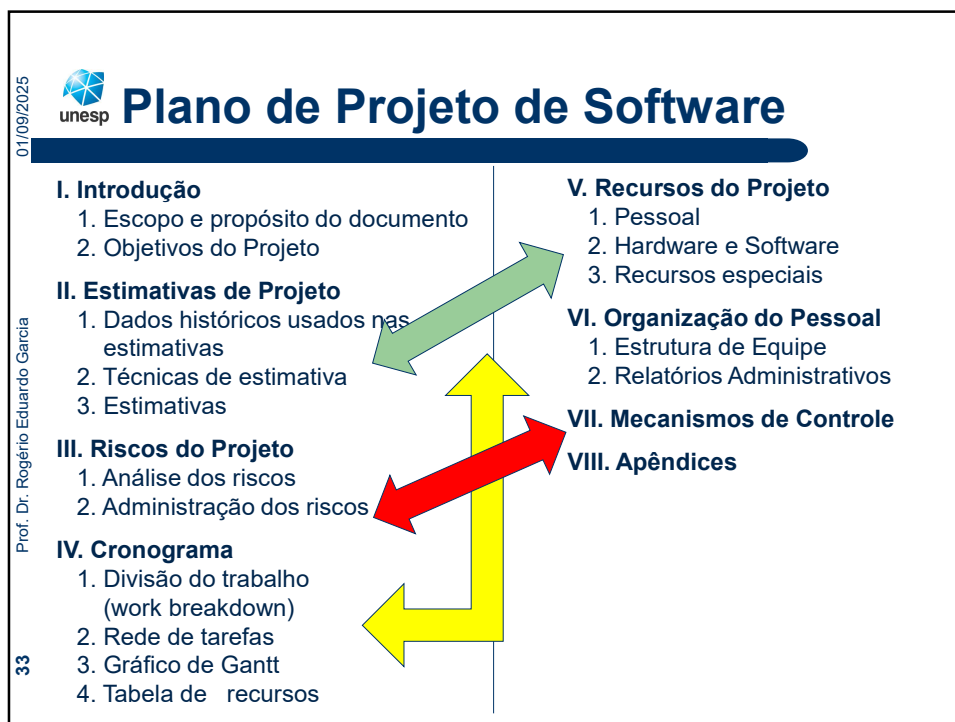 01/09/2025
unesp
Plano de Projeto de Software
I. Introdução
1. Escopo e propósito do documento
2. Objetivos do Projeto
II. Estimativas de Projeto
1. Dados históricos usados nas
estimativas
2. Técnicas de estimativa
3. Estimativas
III. Riscos do Projeto
1. Análise dos riscos
2. Administração dos riscos
IV. Cronograma
1. Divisão do trabalho
(work breakdown)
2. Rede de tarefas
3. Gráfico de Gantt
4. Tabela de recursos
V. Recursos do Projeto
1. Pessoal
2. Hardware e Software
3. Recursos especiais
VI. Organização do Pessoal
1. Estrutura de Equipe
2. Relatórios Administrativos
VII. Mecanismos de Controle
VIII. Apêndices
Prof. Dr. Rogério Eduardo Garcia
33